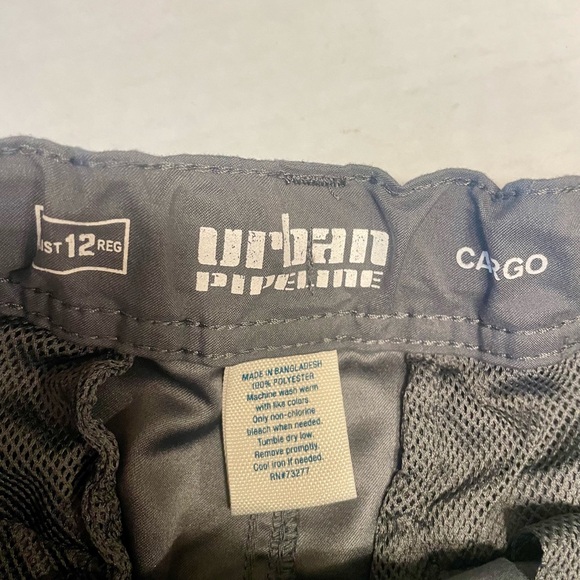 12 REG
urban
PIPELINE
CARGO
MADE IN BANGLADESH
100% POLYESTER
Machine wash warm
with like colors
Only non-chlorine
bleach when needed.
Tumble dry low.
Remove promptly.
Cool iron if needed.
RN#73277